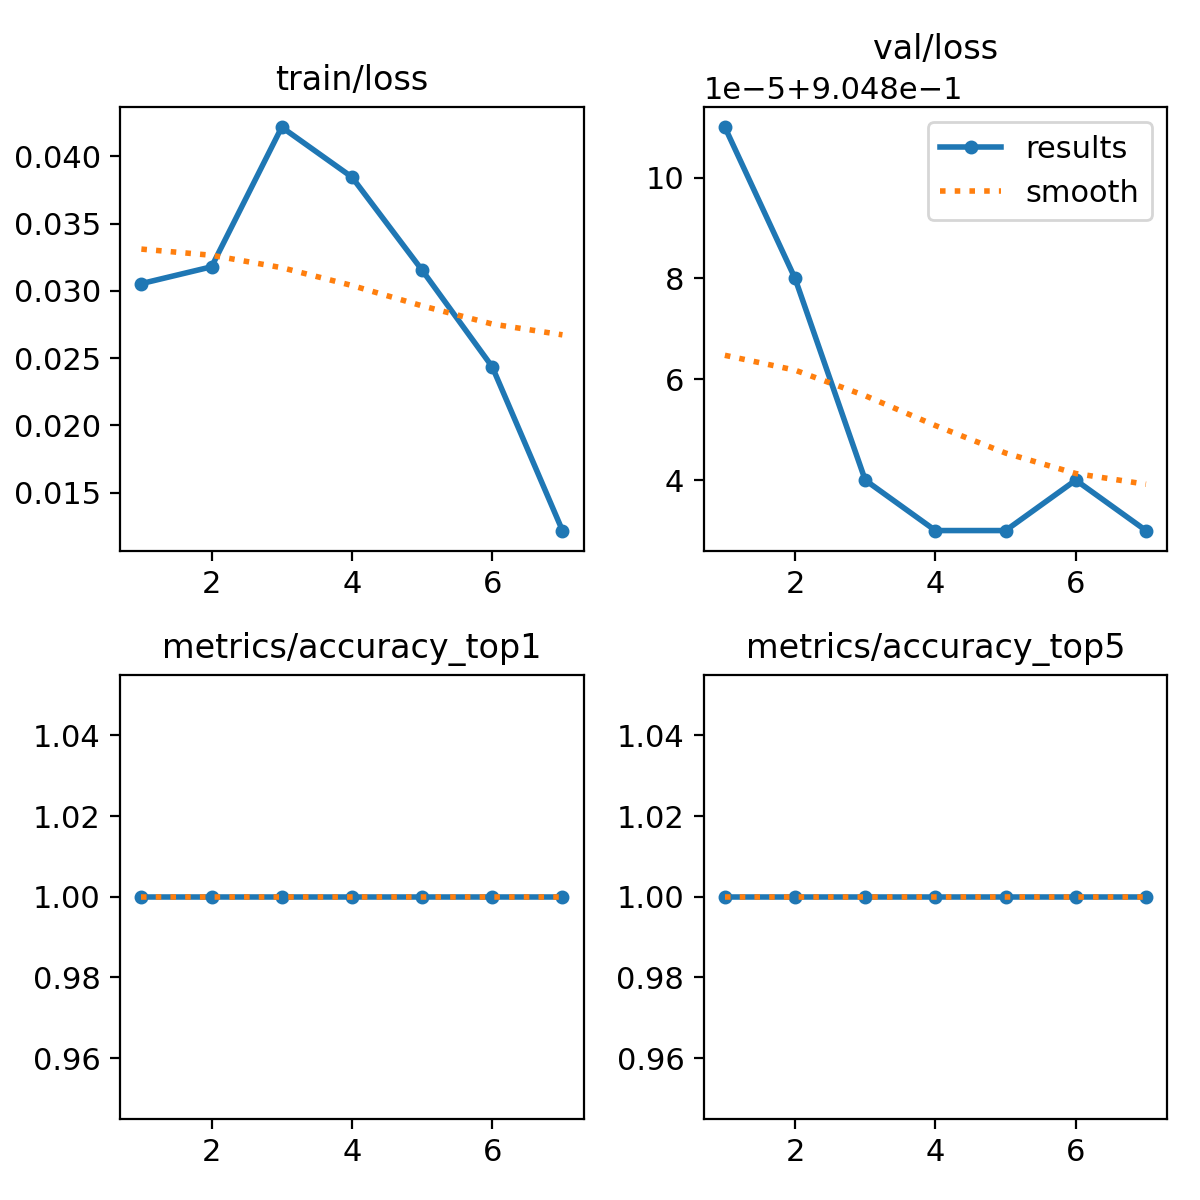 train/loss
0.040
0.035
0.030
0.025
0.020
0.015
2 4 6
val/loss
1e−5+9.048e−1
results
smooth
10
8
6
4
2 4 6
metrics/accuracy_top1
1.04
1.02
1.00
0.98
0.96
2 4 6
metrics/accuracy_top5
1.04
1.02
1.00
0.98
0.96
2 4 6